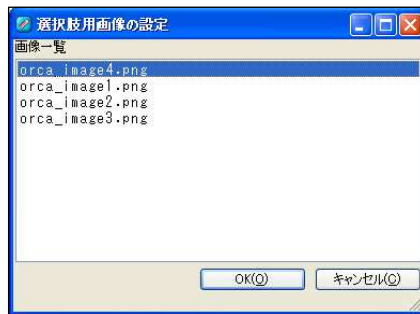 選択肢用画像の設定
画像一覧
orca_image4.png
orca_image1.png
orca_image2.png
orca_image3.png
OK(O) キャンセル(C)